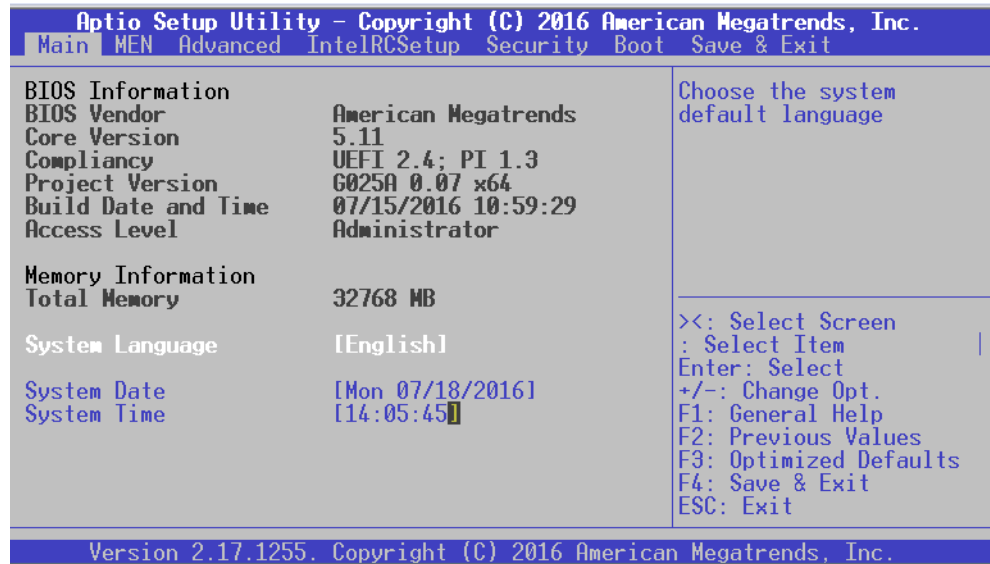 Aptio Setup Utility – Copyright (C) 2016 American Megatrends, Inc.
Main MEN Advanced IntelRCSetup Security Boot Save & Exit
BIOS Information
BIOS Vendor American Megatrends
Core Version 5.11
Compliancy UEFI 2.4; PI 1.3
Project Version G025A 0.07 x64
Build Date and Time 07/15/2016 10:59:29
Access Level Administrator
Memory Information
Total Memory 32768 MB
System Language [English]
System Date [Mon 07/18/2016]
System Time [14:05:45]
Choose the system
default language
><: Select Screen
: Select Item
Enter: Select
+/-: Change Opt.
F1: General Help
F2: Previous Values
F3: Optimized Defaults
F4: Save & Exit
ESC: Exit
Version 2.17.1255. Copyright (C) 2016 American Megatrends, Inc.